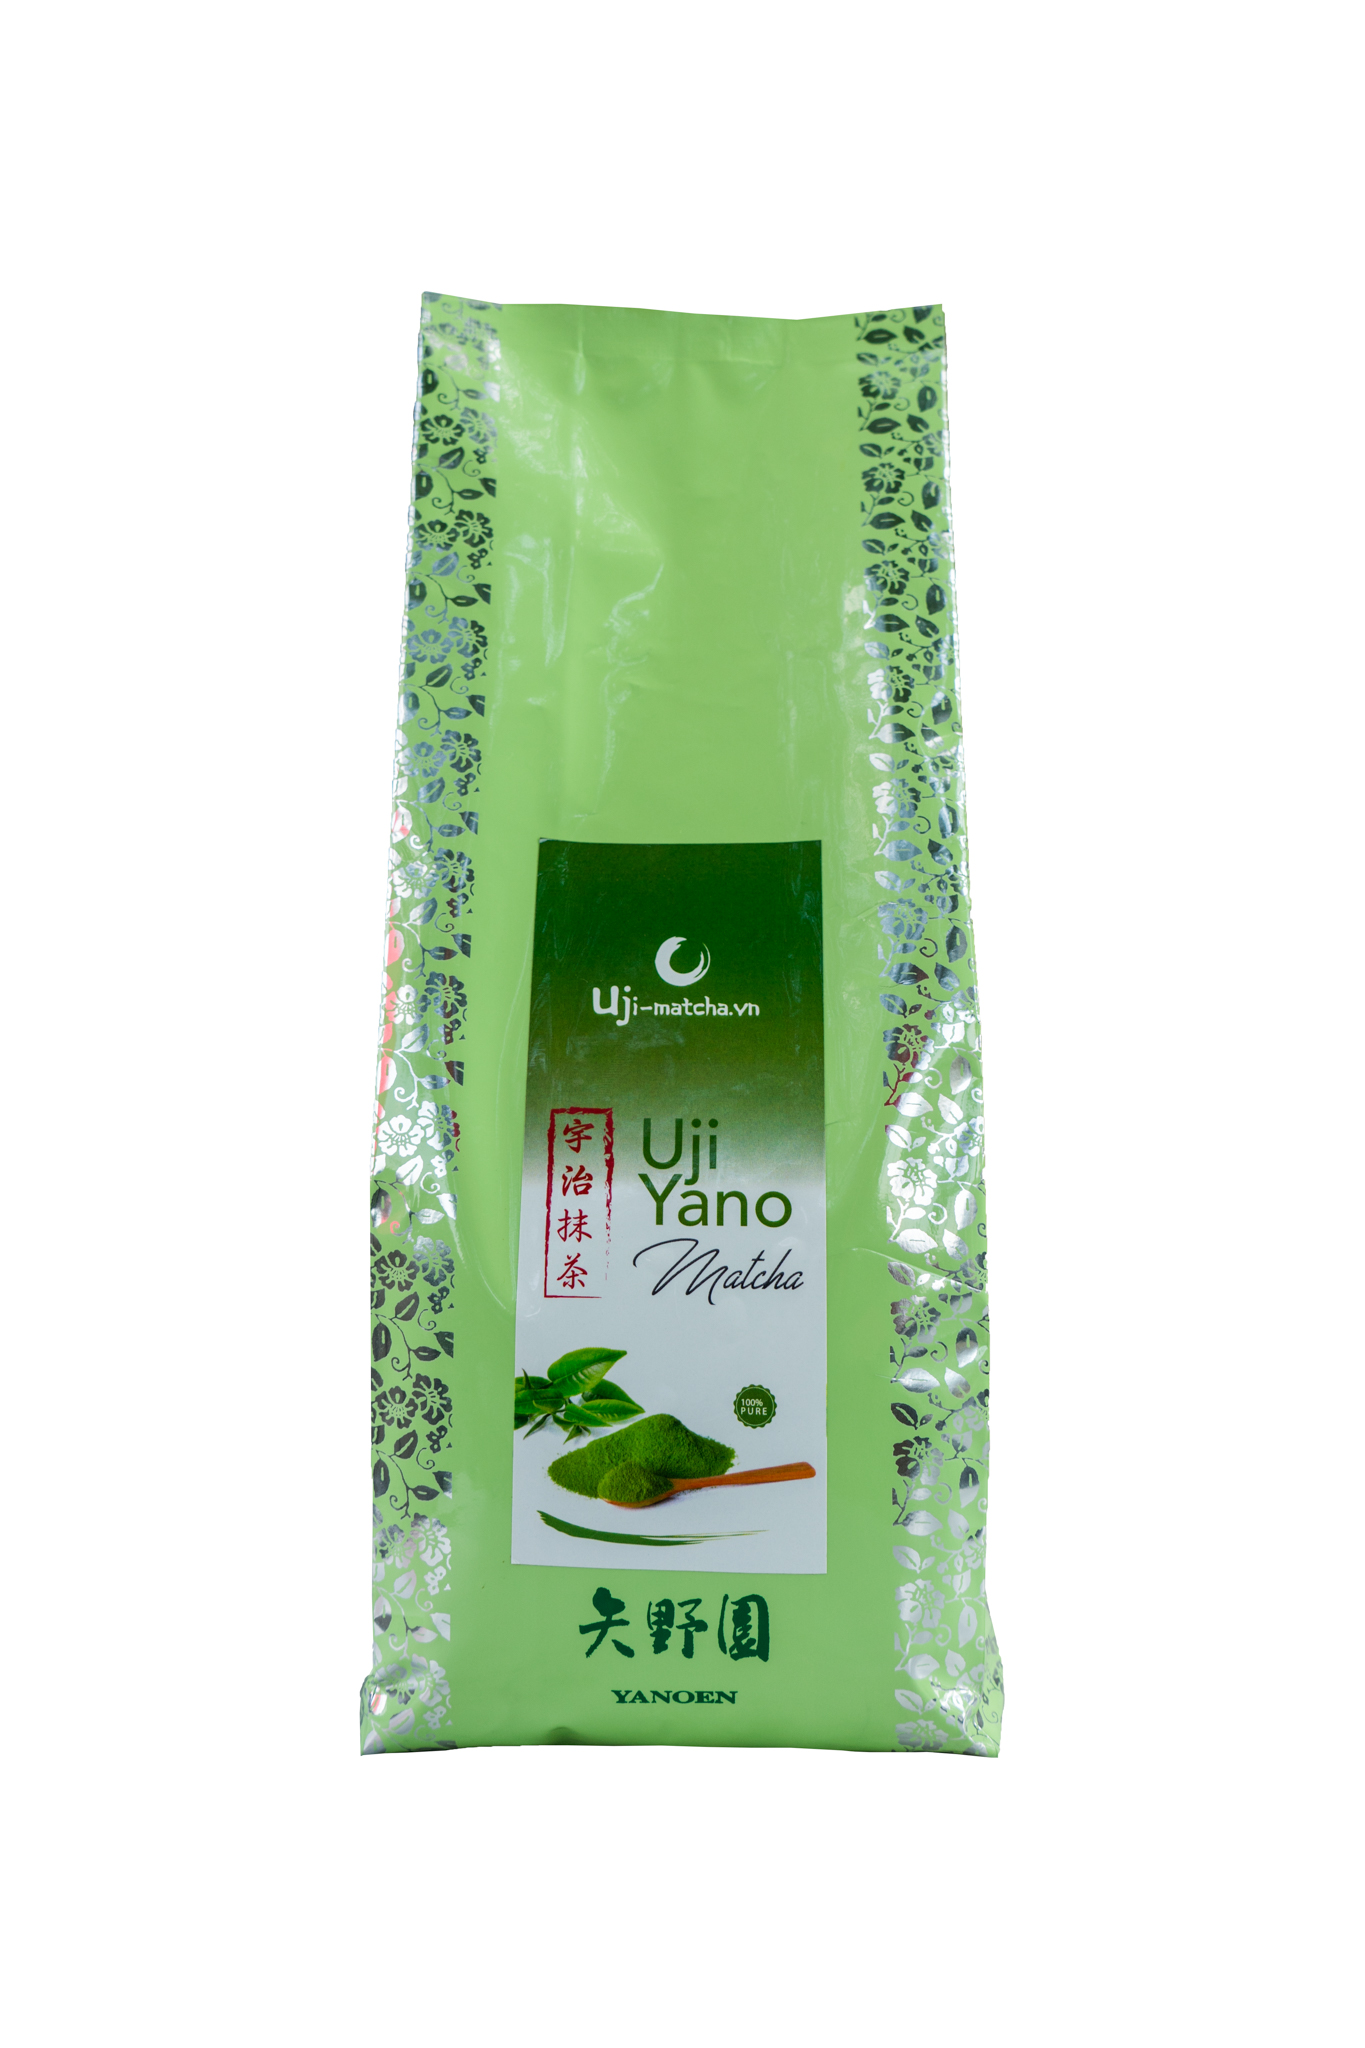 uji-matcha.vn
宇治抹茶
Uji
Yano
Matcha
100%
PURE
矢野園
YANOEN